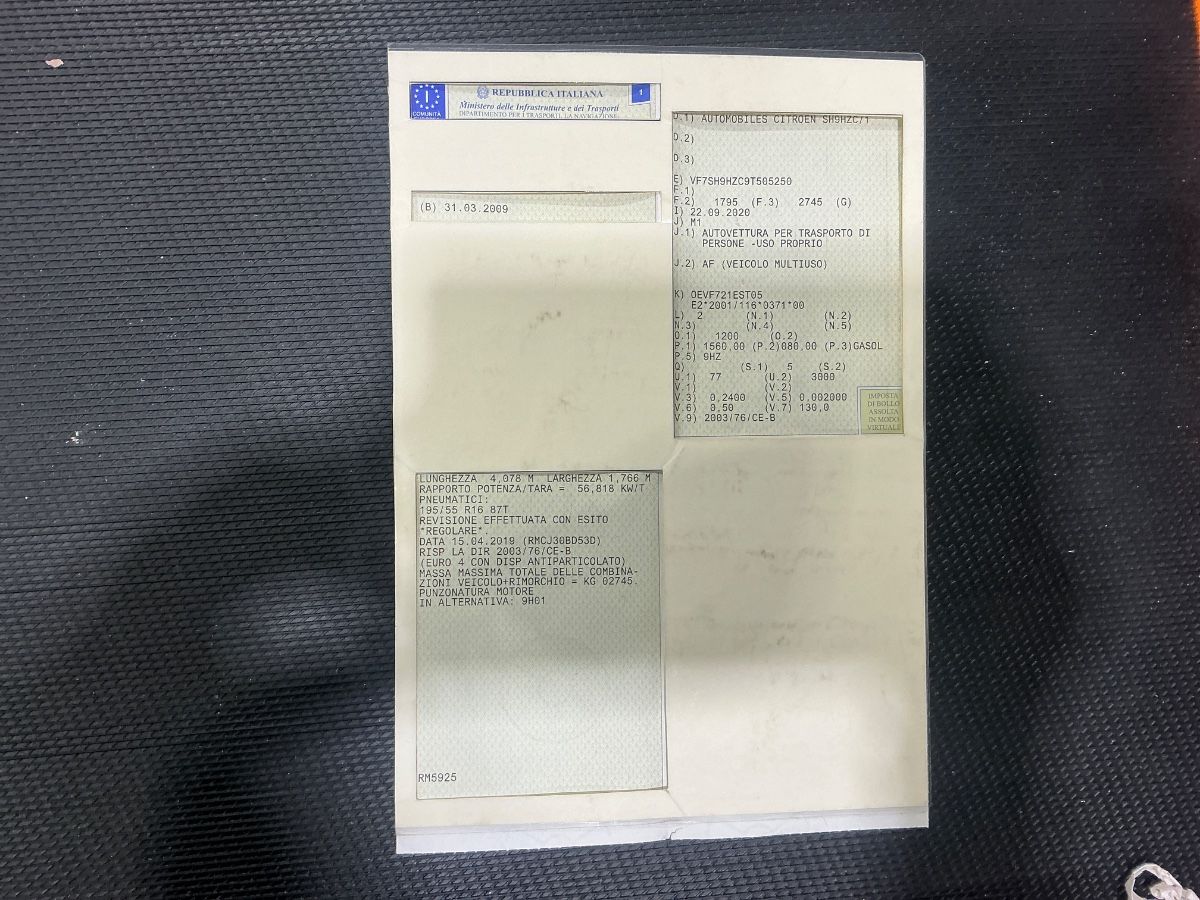 I
COMUNITÀ
REPUBBLICA ITALIANA
1
Ministero delle Infrastrutture e dei Trasporti
DIPARTIMENTO PER I TRASPORTI, LA NAVIGAZIONE
(B) 31.03.2009
D.1) AUTOMOBILES CITROEN SH9HZC/1
D.2)
D.3)
E) VF7SH9HZC9T505250
F.1)
F.2) 1795 (F.3) 2745 (G)
I) 22.09.2020
J) M1
J.1) AUTOVETTURA PER TRASPORTO DI
PERSONE -USO PROPRIO
J.2) AF (VEICOLO MULTIUSO)
K) OEVF721EST05
E2*2001/116*0371*00
L) 2 (N.1) (N.2)
N.3) (N.4) (N.5)
O.1) 1200 (O.2)
P.1) 1560,00 (P.2)080,00 (P.3)GASOL
P.5) 9HZ
Q) (S.1) 5 (S.2)
U.1) 77 (U.2) 3000
V.1) (V.2)
V.3) 0,2400 (V.5) 0,002000
V.6) 0,50 (V.7) 130,0
V.9) 2003/76/CE-B
IMPOSTA
DI BOLLO
ASSOLTA
IN MODO
VIRTUALE
LUNGHEZZA 4,078 M LARGHEZZA 1,766 M
RAPPORTO POTENZA/TARA = 56,818 KW/T
PNEUMATICI:
195/55 R16 87T
REVISIONE EFFETTUATA CON ESITO
*REGOLARE*.
DATA 15.04.2019 (RMCJ30BD53D)
RISP LA DIR 2003/76/CE-B
(EURO 4 CON DISP ANTIPARTICOLATO)
MASSA MASSIMA TOTALE DELLE COMBINA-
ZIONI VEICOLO+RIMORCHIO = KG 02745.
PUNZONATURA MOTORE
IN ALTERNATIVA: 9H01
RM5925